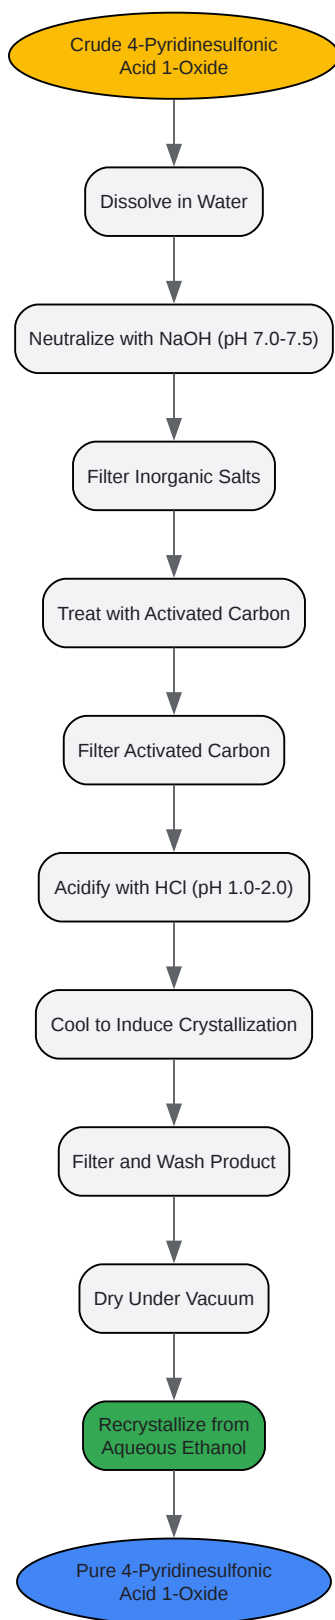 Crude 4-Pyridinesulfonic
Acid 1-Oxide
Dissolve in Water
Neutralize with NaOH (pH 7.0-7.5)
Filter Inorganic Salts
Treat with Activated Carbon
Filter Activated Carbon
Acidify with HCl (pH 1.0-2.0)
Cool to Induce Crystallization
Filter and Wash Product
Dry Under Vacuum
Recrystallize from
Aqueous Ethanol
Pure 4-Pyridinesulfonic
Acid 1-Oxide